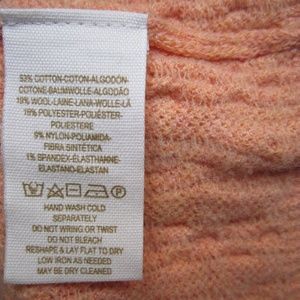 53% COTTON-COTON-ALGODÓN-
COTONE-BAUMWOLLE-ALGODÃO
19% WOOL-LAINE-LANA-WOLLE-LÃ
18% POLYESTER-POLIÉSTER-
POLIESTERE
9% NYLON-POLIAMIDA-
FIBRA SINTÉTICA
1% SPANDEX-ÉLASTHANNE-
ELASTANO-ELASTAN
HAND WASH COLD
SEPARATELY
DO NOT WRING OR TWIST
DO NOT BLEACH
RESHAPE & LAY FLAT TO DRY
LOW IRON AS NEEDED
MAY BE DRY CLEANED